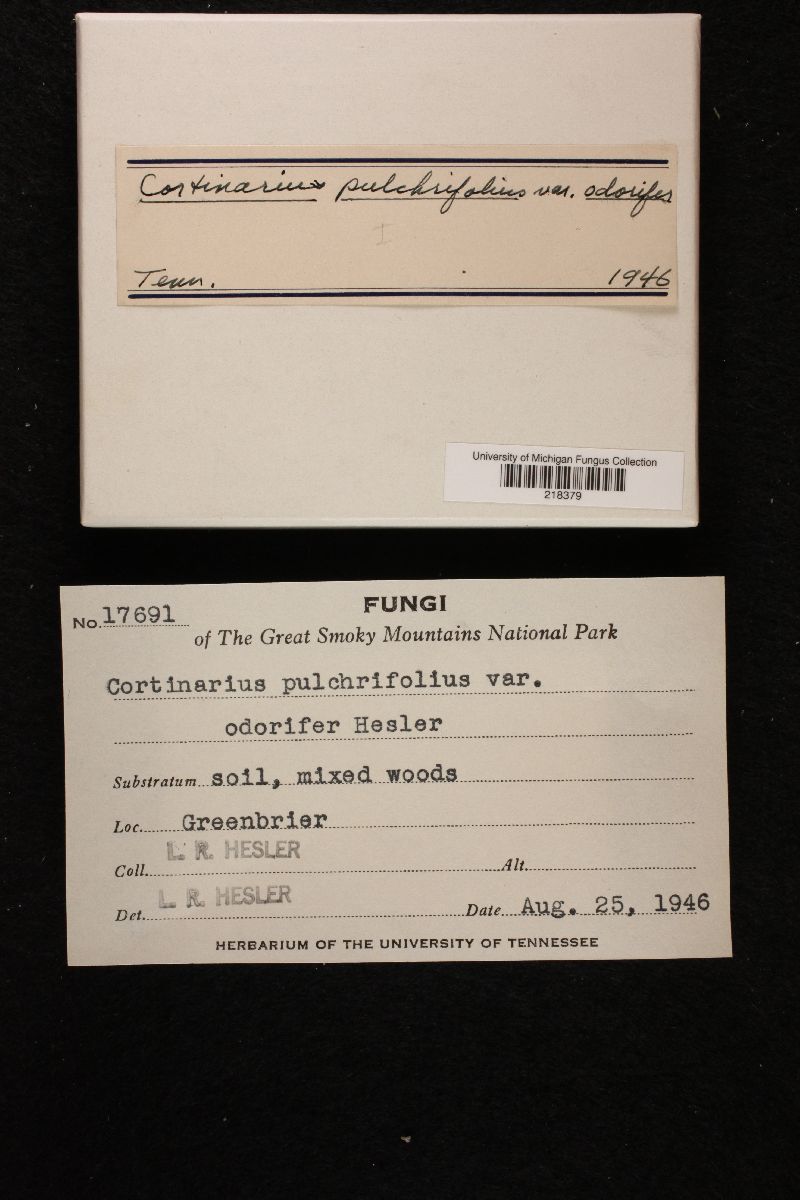 Cortinarius pulchrifolius var. odorifer
I
Tenn. 1946
University of Michigan Fungus Collection
218379
FUNGI
No. 17691
of The Great Smoky Mountains National Park
Cortinarius pulchrifolius var.
odorifer Hesler
Substratum soil, mixed woods
Loc. Greenbrier
L. R. HESLER
Coll. Alt.
L. R. HESLER
Det. Date Aug. 25, 1946
HERBARIUM OF THE UNIVERSITY OF TENNESSEE